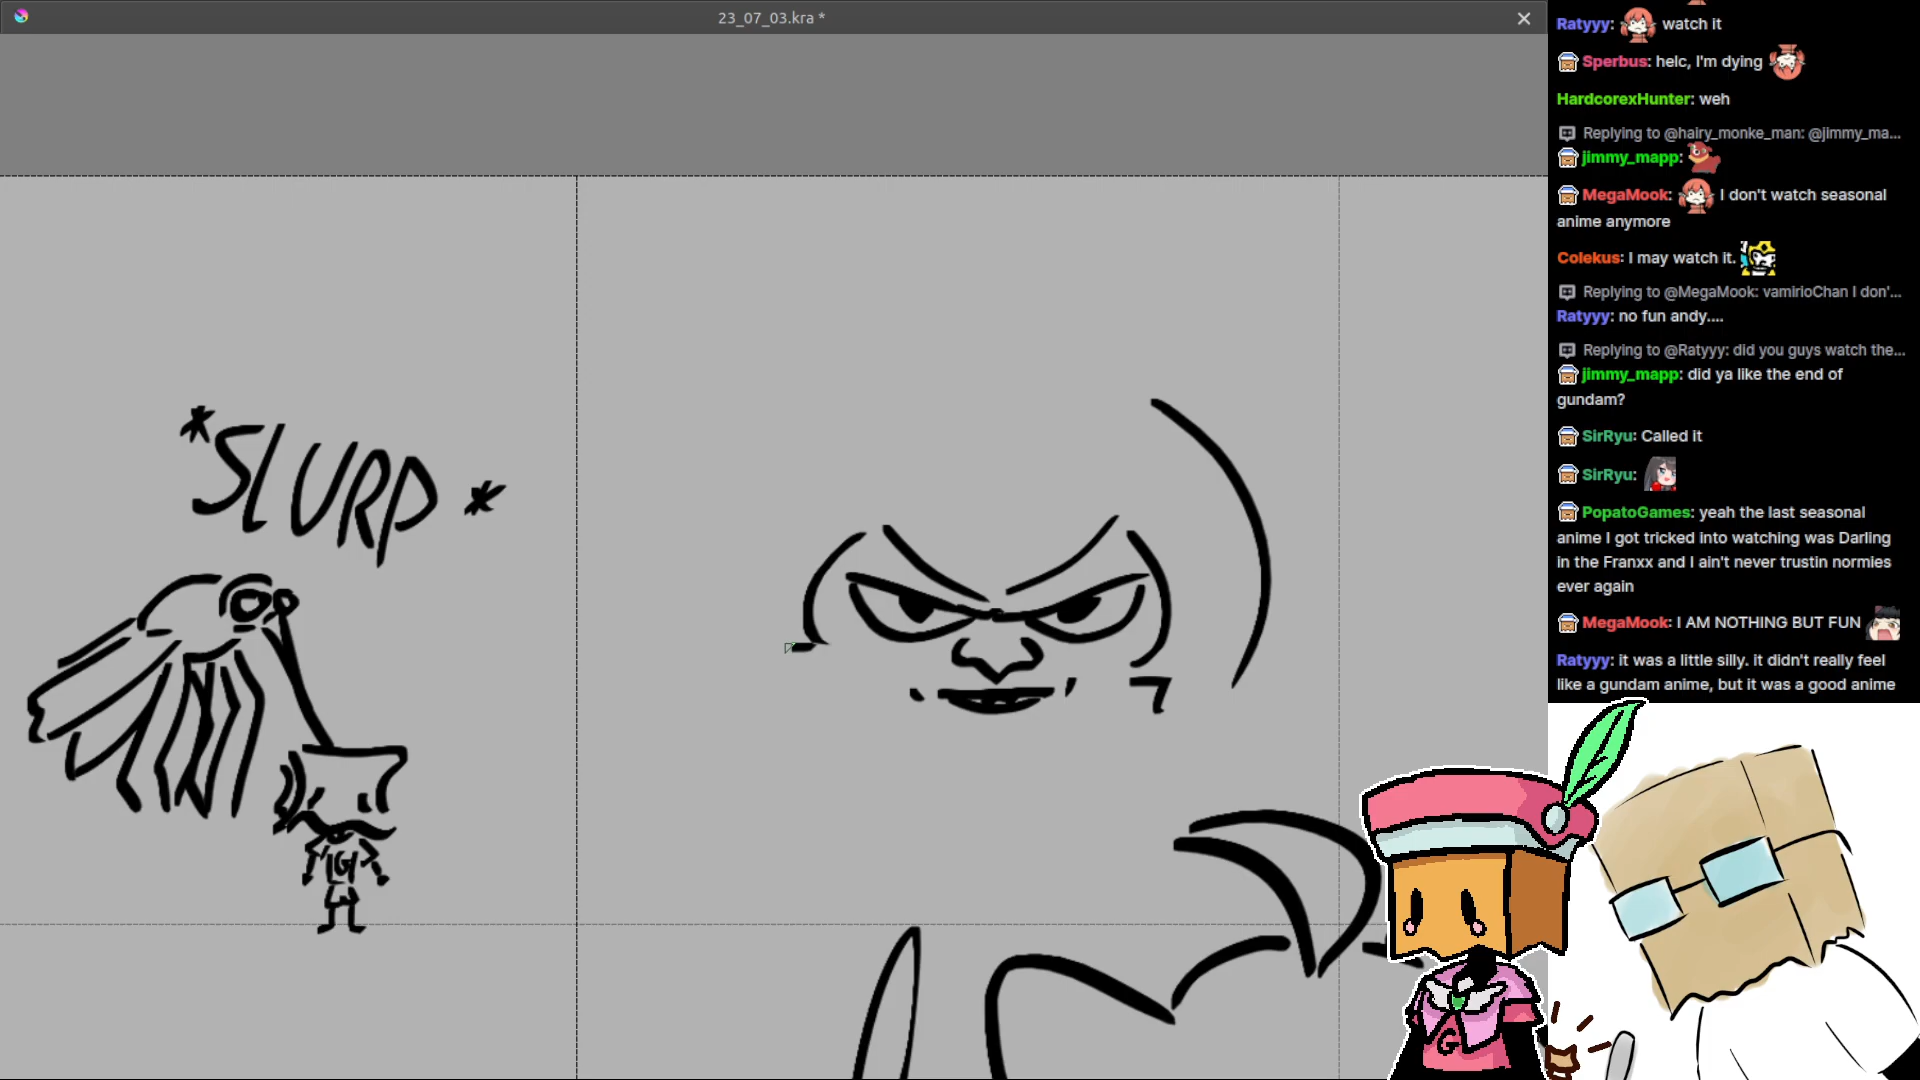 23_07_03.kra *
*SLURP*
G
G
Ratyyy: watch it
Sperbus: helc, I'm dying
HardcorexHunter: weh
Replying to @hairy_monke_man: @jimmy_ma...
jimmy_mapp:
MegaMook: I don't watch seasonal
anime anymore
Colekus: I may watch it.
Replying to @MegaMook: vamirioChan I don'...
Ratyyy: no fun andy....
Replying to @Ratyyy: did you guys watch the...
jimmy_mapp: did ya like the end of
gundam?
SirRyu: Called it
SirRyu:
PopatoGames: yeah the last seasonal
anime I got tricked into watching was Darling
in the Franxx and I ain't never trustin normies
ever again
MegaMook: I AM NOTHING BUT FUN
Ratyyy: it was a little silly. it didn't really feel
like a gundam anime, but it was a good anime